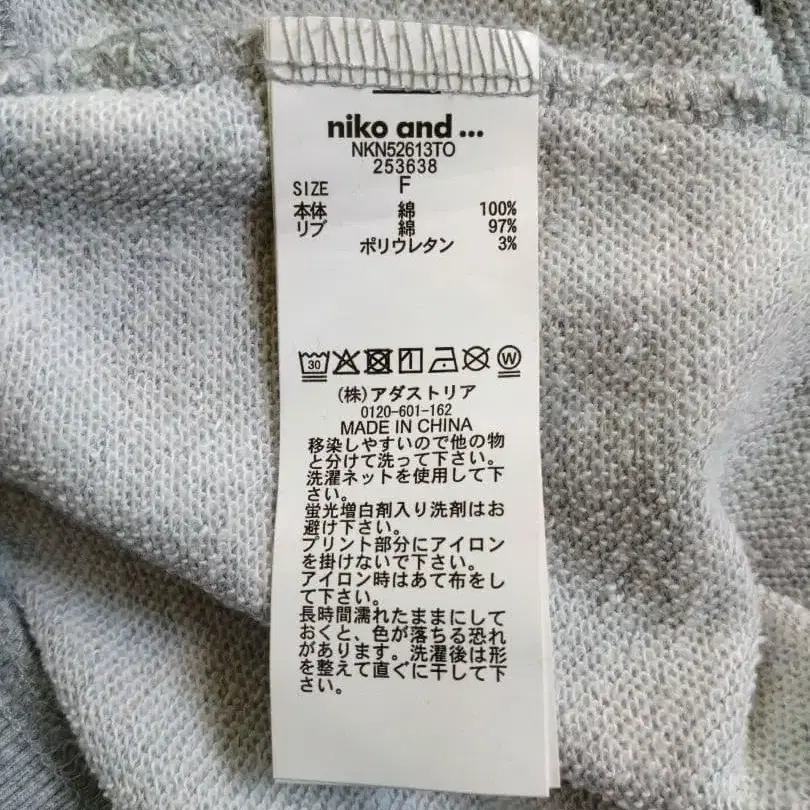 niko and ...
NKN52613TO
253638
SIZE F
本体 綿 100%
リブ 綿 97%
ポリウレタン 3%
30 W
(株)アダストリア
0120-601-162
MADE IN CHINA
移染しやすいので他の物
と分けて洗って下さい。
洗濯ネットを使用して下
さい。
蛍光増白剤入り洗剤はお
避け下さい。
プリント部分にアイロン
を掛けないで下さい。
アイロン時はあて布をし
て下さい。
長時間濡れたままにして
おくと、色が落ちる恐れ
があります。洗濯後は形
を整えて直ぐに干して下
さい。